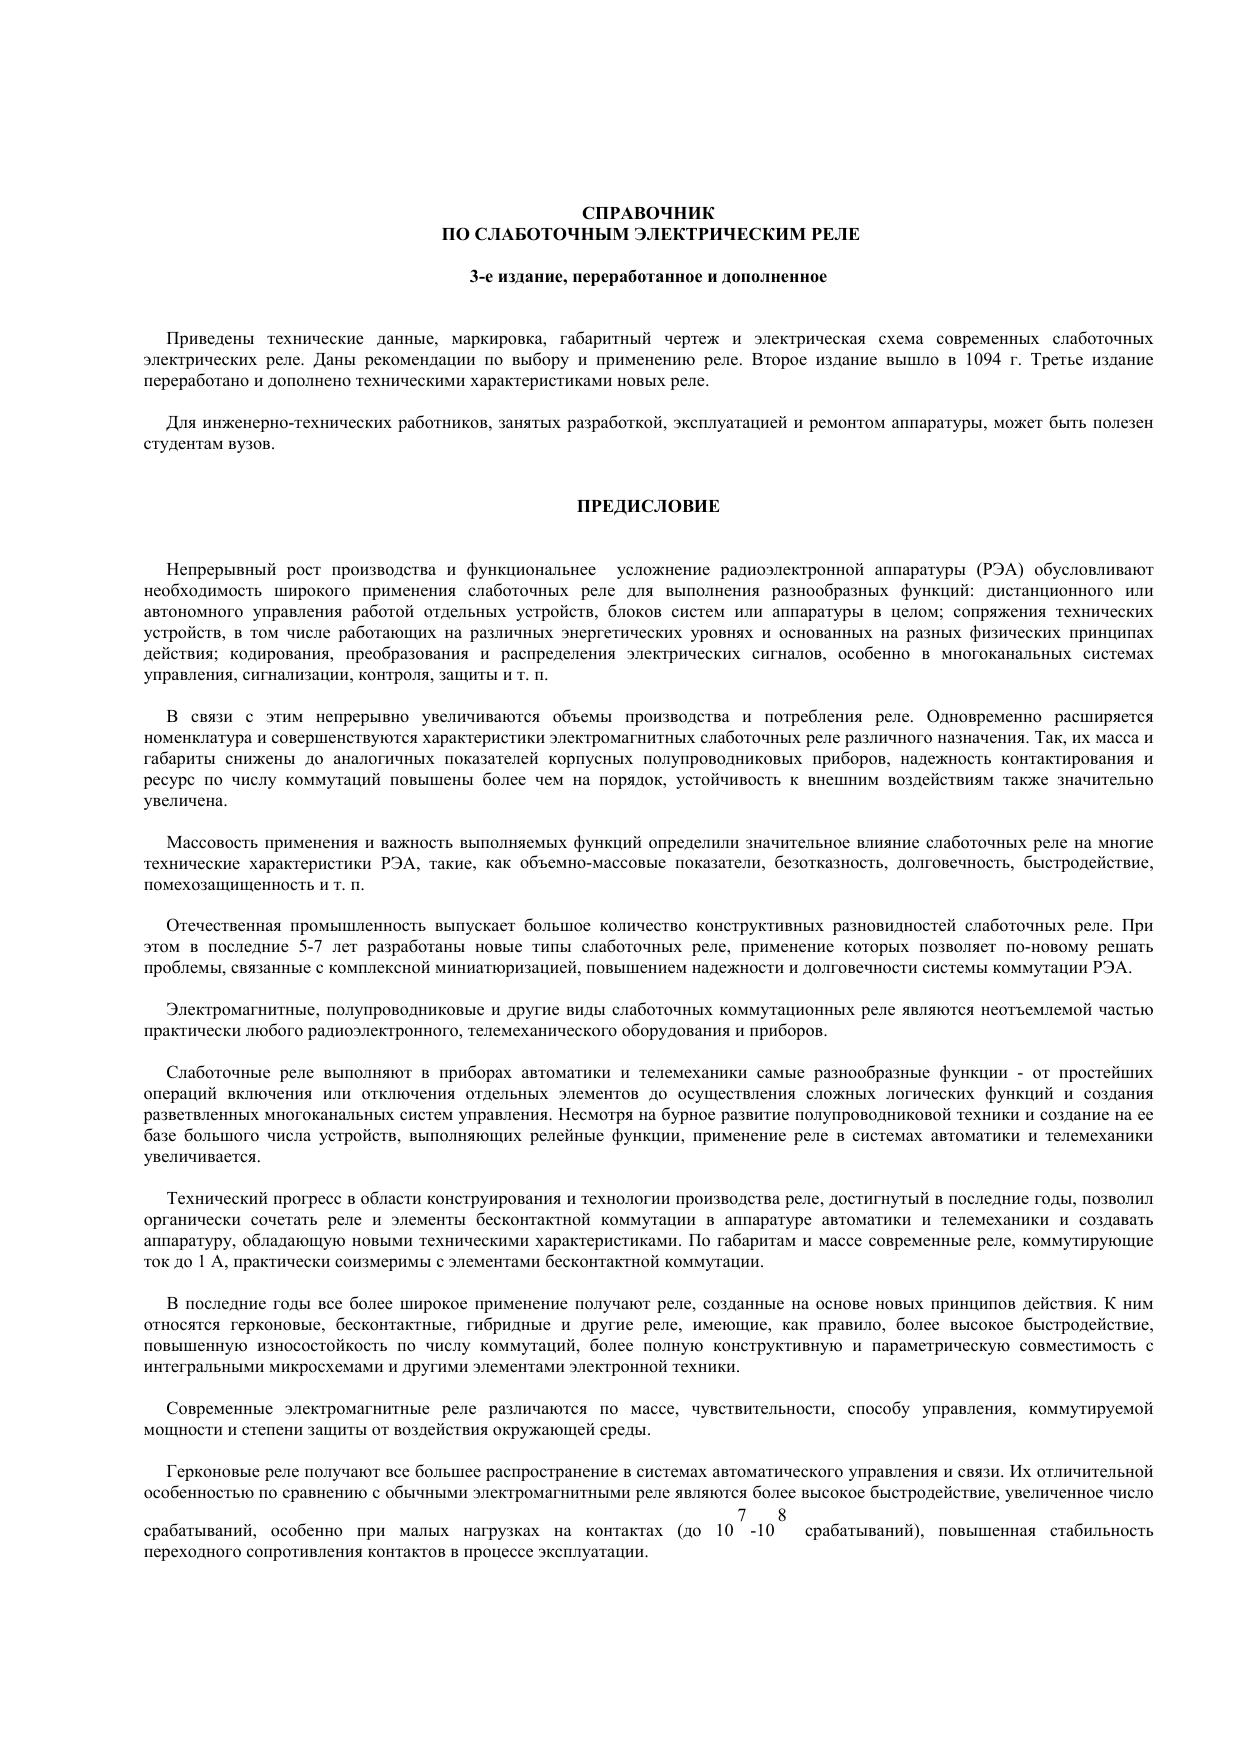 СПРАВОЧНИК
ПО СЛАБОТОЧНЫМ ЭЛЕКТРИЧЕСКИМ РЕЛЕ
3-е издание, переработанное и дополненное
Приведены технические данные, маркировка, габаритный чертеж и электрическая схема современных слаботочных
электрических реле. Даны рекомендации по выбору и применению реле. Второе издание вышло в 1094 г. Третье издание
переработано и дополнено техническими характеристиками новых реле.
Для инженерно-технических работников, занятых разработкой, эксплуатацией и ремонтом аппаратуры, может быть полезен
студентам вузов.
ПРЕДИСЛОВИЕ
Непрерывный рост производства и функциональнее усложнение радиоэлектронной аппаратуры (РЭА) обусловливают
необходимость широкого применения слаботочных реле для выполнения разнообразных функций: дистанционного или
автономного управления работой отдельных устройств, блоков систем или аппаратуры в целом; сопряжения технических
устройств, в том числе работающих на различных энергетических уровнях и основанных на разных физических принципах
действия; кодирования, преобразования и распределения электрических сигналов, особенно в многоканальных системах
управления, сигнализации, контроля, защиты и т. п.
В связи с этим непрерывно увеличиваются объемы производства и потребления реле. Одновременно расширяется
номенклатура и совершенствуются характеристики электромагнитных слаботочных реле различного назначения. Так, их масса и
габариты снижены до аналогичных показателей корпусных полупроводниковых приборов, надежность контактирования и
ресурс по числу коммутаций повышены более чем на порядок, устойчивость к внешним воздействиям также значительно
увеличена.
Массовость применения и важность выполняемых функций определили значительное влияние слаботочных реле на многие
технические характеристики РЭА, такие, как объемно-массовые показатели, безотказность, долговечность, быстродействие,
помехозащищенность и т. п.
Отечественная промышленность выпускает большое количество конструктивных разновидностей слаботочных реле. При
этом в последние 5-7 лет разработаны новые типы слаботочных реле, применение которых позволяет по-новому решать
проблемы, связанные с комплексной миниатюризацией, повышением надежности и долговечности системы коммутации РЭА.
Электромагнитные, полупроводниковые и другие виды слаботочных коммутационных реле являются неотъемлемой частью
практически любого радиоэлектронного, телемеханического оборудования и приборов.
Слаботочные реле выполняют в приборах автоматики и телемеханики самые разнообразные функции - от простейших
операций включения или отключения отдельных элементов до осуществления сложных логических функций и создания
разветвленных многоканальных систем управления. Несмотря на бурное развитие полупроводниковой техники и создание на ее
базе большого числа устройств, выполняющих релейные функции, применение реле в системах автоматики и телемеханики
увеличивается.
Технический прогресс в области конструирования и технологии производства реле, достигнутый в последние годы, позволил
органически сочетать реле и элементы бесконтактной коммутации в аппаратуре автоматики и телемеханики и создавать
аппаратуру, обладающую новыми техническими характеристиками. По габаритам и массе современные реле, коммутирующие
ток до 1 А, практически соизмеримы с элементами бесконтактной коммутации.
В последние годы все более широкое применение получают реле, созданные на основе новых принципов действия. К ним
относятся герконовые, бесконтактные, гибридные и другие реле, имеющие, как правило, более высокое быстродействие,
повышенную износостойкость по числу коммутаций, более полную конструктивную и параметрическую совместимость с
интегральными микросхемами и другими элементами электронной техники.
Современные электромагнитные реле различаются по массе, чувствительности, способу управления, коммутируемой
мощности и степени защиты от воздействия окружающей среды.
Герконовые реле получают все большее распространение в системах автоматического управления и связи. Их отличительной
особенностью по сравнению с обычными электромагнитными реле являются более высокое быстродействие, увеличенное число
срабатываний, особенно при малых нагрузках на контактах (до 10⁷-10⁸ срабатываний), повышенная стабильность
переходного сопротивления контактов в процессе эксплуатации.